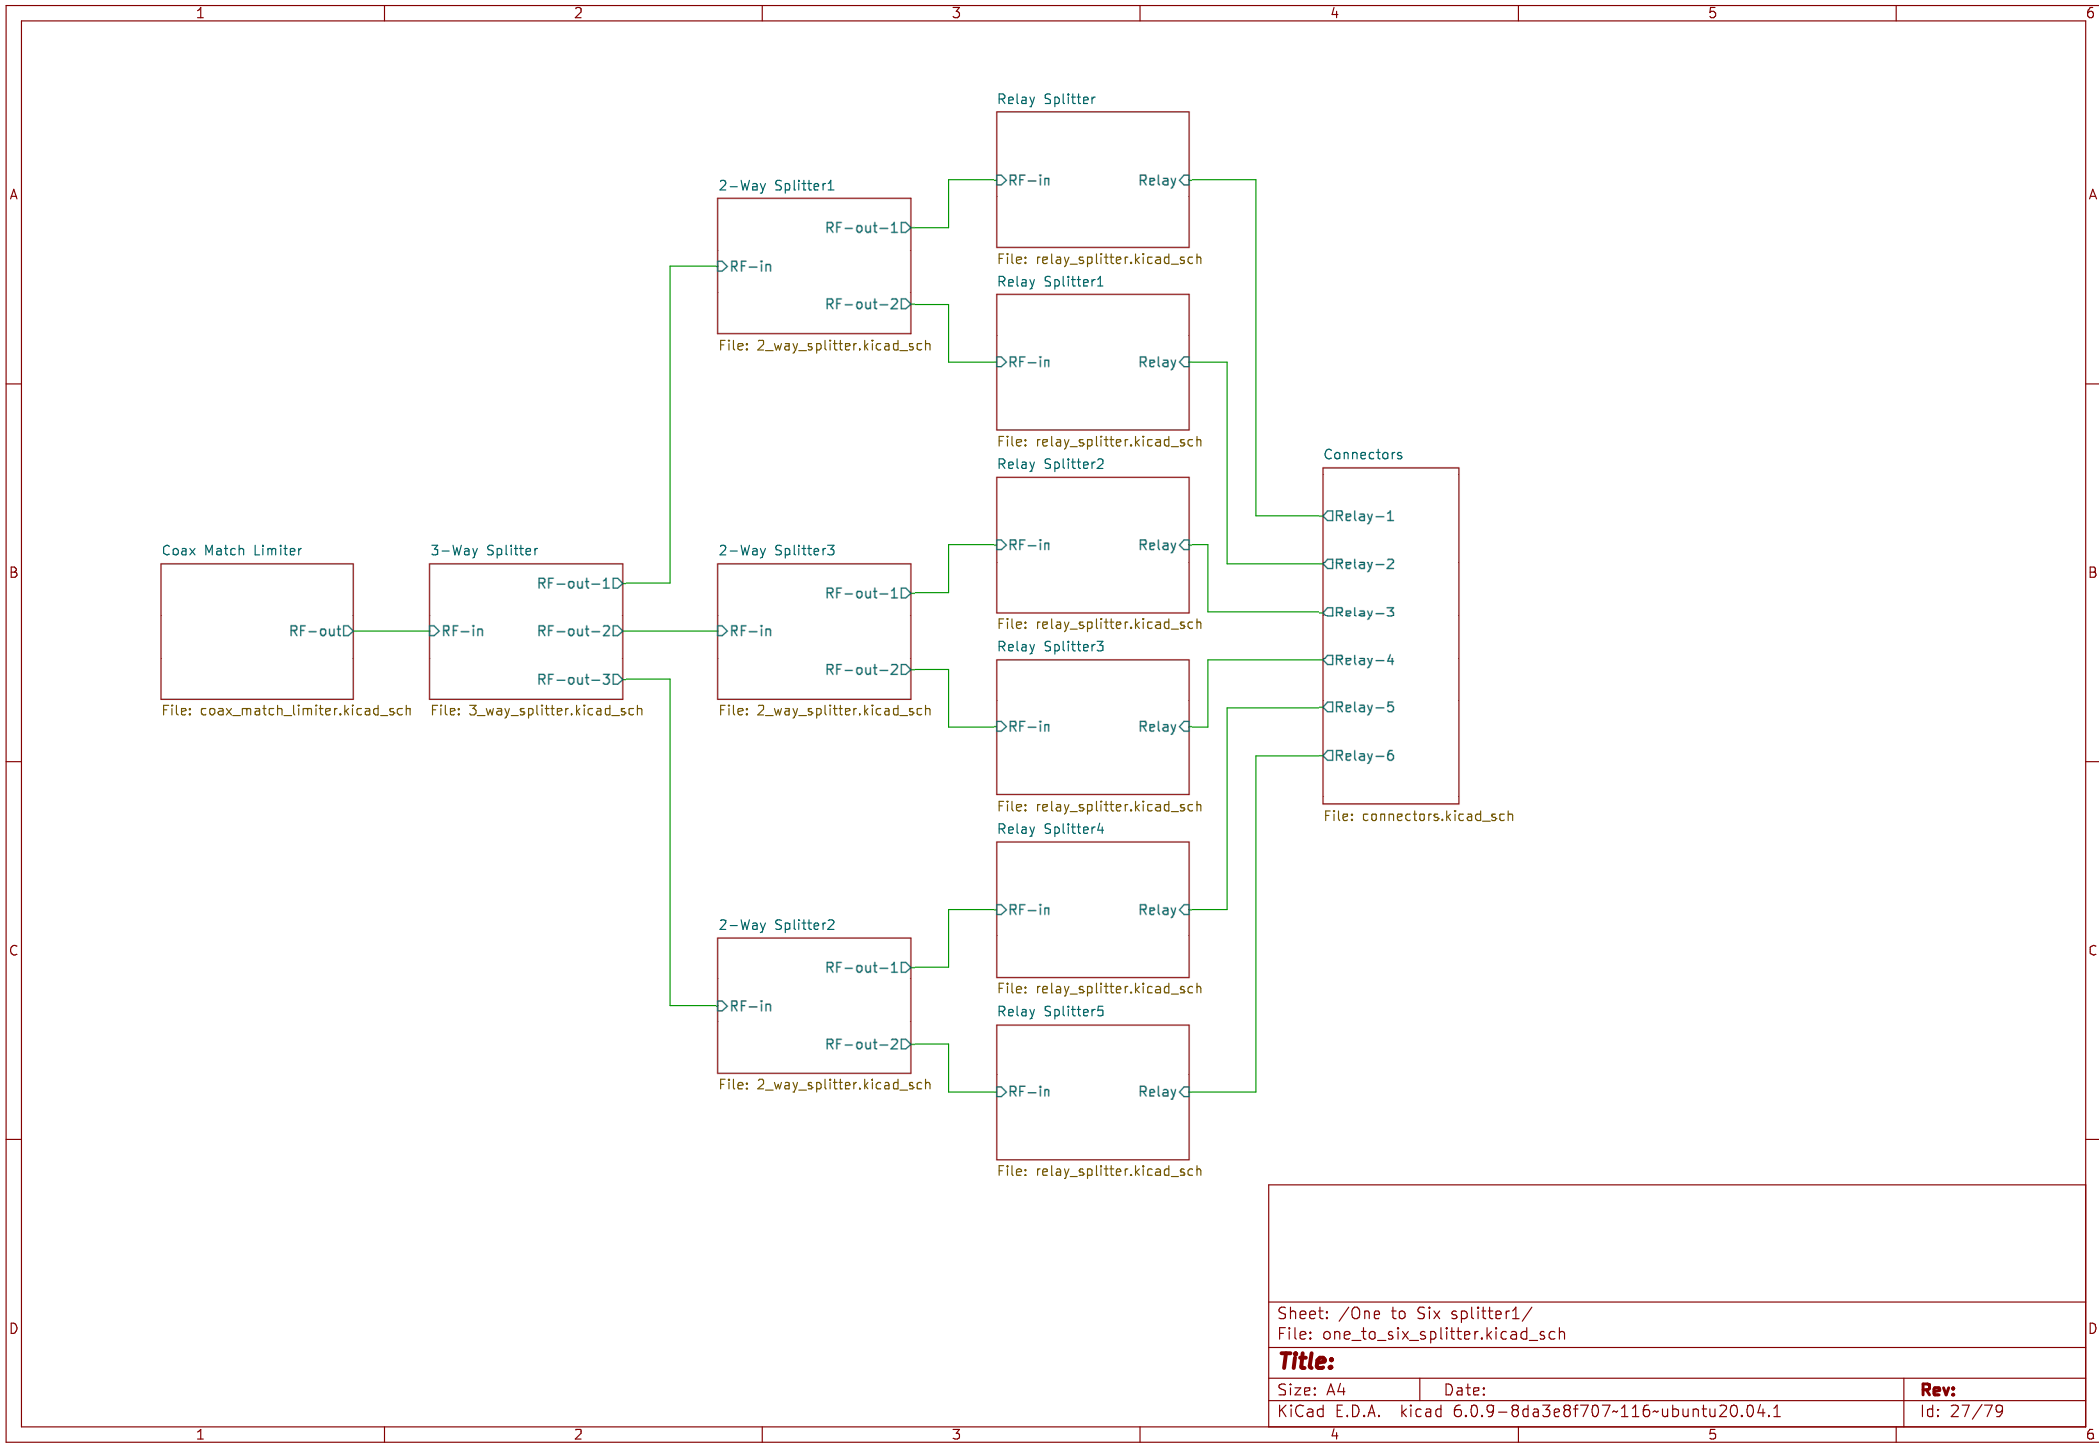 1 2 3 4 5 6
A A
B B
C C
D D
Relay Splitter
RF-in Relay
File: relay_splitter.kicad_sch
2-Way Splitter1
RF-out-1
RF-in
RF-out-2
File: 2_way_splitter.kicad_sch
Relay Splitter1
RF-in Relay
File: relay_splitter.kicad_sch
Relay Splitter2
RF-in Relay
File: relay_splitter.kicad_sch
Coax Match Limiter
RF-out
File: coax_match_limiter.kicad_sch
3-Way Splitter
RF-out-1
RF-in RF-out-2
RF-out-3
File: 3_way_splitter.kicad_sch
2-Way Splitter3
RF-out-1
RF-in
RF-out-2
File: 2_way_splitter.kicad_sch
Relay Splitter3
RF-in Relay
File: relay_splitter.kicad_sch
Connectors
Relay-1
Relay-2
Relay-3
Relay-4
Relay-5
Relay-6
File: connectors.kicad_sch
Relay Splitter4
RF-in Relay
File: relay_splitter.kicad_sch
2-Way Splitter2
RF-out-1
RF-in
RF-out-2
File: 2_way_splitter.kicad_sch
Relay Splitter5
RF-in Relay
File: relay_splitter.kicad_sch
Sheet: /One to Six splitter1/
File: one_to_six_splitter.kicad_sch
Title:
Size: A4 Date: Rev:
KiCad E.D.A. kicad 6.0.9-8da3e8f707~116~ubuntu20.04.1 Id: 27/79
1 2 3 4 5 6